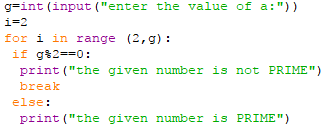 g=int(input("enter the value of a:"))
i=2
for i in range (2,g):
 if g%2==0:
  print("the given number is not PRIME")
  break
 else:
  print("the given number is PRIME")